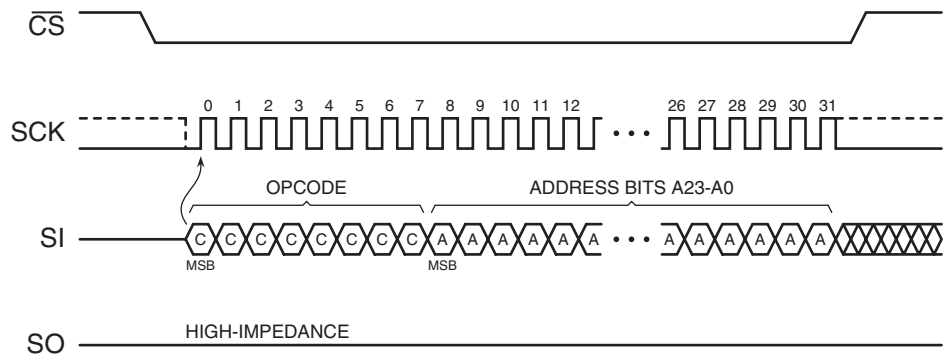 CS
0 1 2 3 4 5 6 7 8 9 10 11 12 26 27 28 29 30 31
SCK
OPCODE ADDRESS BITS A23-A0
SI C C C C C C C C A A A A A A A A A A A A
MSB MSB
HIGH-IMPEDANCE
SO